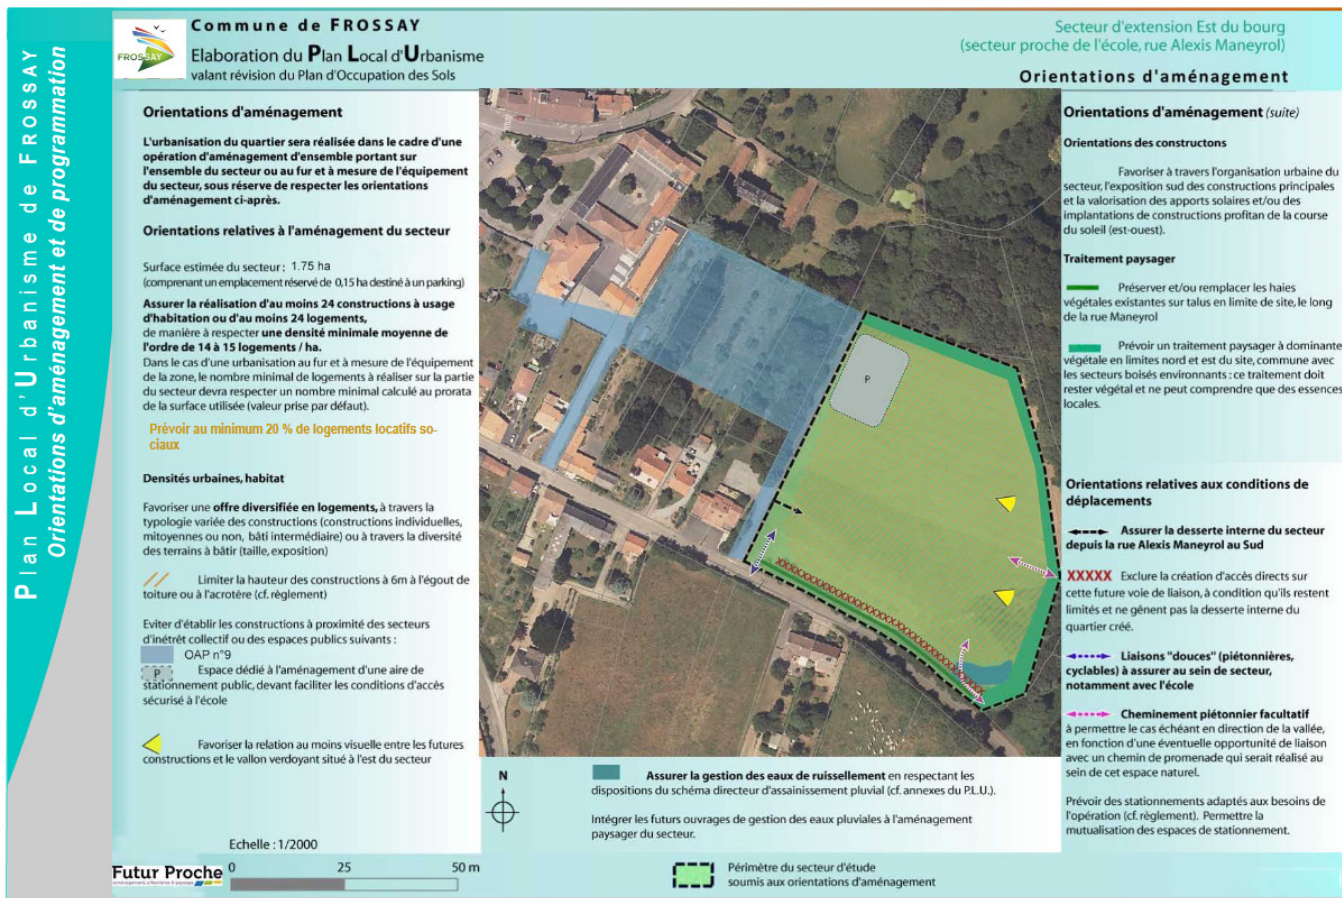 Plan Local d'Urbanisme de FROSSAY
Orientations d'aménagement et de programmation
FROSSAY
Commune de FROSSAY
Elaboration du Plan Local d'Urbanisme
valant révision du Plan d'Occupation des Sols
Secteur d'extension Est du bourg
(secteur proche de l'école, rue Alexis Maneyrol)
Orientations d'aménagement
Orientations d'aménagement
L'urbanisation du quartier sera réalisée dans le cadre d'une
opération d'aménagement d'ensemble portant sur
l'ensemble du secteur ou au fur et à mesure de l'équipement
du secteur, sous réserve de respecter les orientations
d'aménagement ci-après.
Orientations relatives à l'aménagement du secteur
Surface estimée du secteur : 1.75 ha
(comprenant un emplacement réservé de 0,15 ha destiné à un parking)
Assurer la réalisation d'au moins 24 constructions à usage
d'habitation ou d'au moins 24 logements,
de manière à respecter une densité minimale moyenne de
l'ordre de 14 à 15 logements / ha.
Dans le cas d'une urbanisation au fur et à mesure de l'équipement
de la zone, le nombre minimal de logements à réaliser sur la partie
du secteur devra respecter un nombre minimal calculé au prorata
de la surface utilisée (valeur prise par défaut).
Prévoir au minimum 20 % de logements locatifs so-
ciaux
Densités urbaines, habitat
Favoriser une offre diversifiée en logements, à travers la
typologie variée des constructions (constructions individuelles,
mitoyennes ou non, bâti intermédiaire) ou à travers la diversité
des terrains à bâtir (taille, exposition)
Limiter la hauteur des constructions à 6m à l'égout de
toiture ou à l'acrotère (cf. règlement)
Eviter d'établir les constructions à proximité des secteurs
d'inétrêt collectif ou des espaces publics suivants :
OAP n°9
P Espace dédié à l'aménagement d'une aire de
stationnement public, devant faciliter les conditions d'accès
sécurisé à l'école
Favoriser la relation au moins visuelle entre les futures
constructions et le vallon verdoyant situé à l'est du secteur
Echelle : 1/2000
Futur Proche
aménagement, urbanisme & paysage
0 25 50 m
P
XXXXXXXXXXXXXXXXXXXXXXXXXXXXXX
N
Assurer la gestion des eaux de ruissellement en respectant les
dispositions du schéma directeur d'assainissement pluvial (cf. annexes du P.L.U.).
Intégrer les futurs ouvrages de gestion des eaux pluviales à l'aménagement
paysager du secteur.
Périmètre du secteur d'étude
soumis aux orientations d'aménagement
Orientations d'aménagement (suite)
Orientations des constructons
Favoriser à travers l'organisation urbaine du
secteur, l'exposition sud des constructions principales
et la valorisation des apports solaires et/ou des
implantations de constructions profitan de la course
du soleil (est-ouest).
Traitement paysager
Préserver et/ou remplacer les haies
végétales existantes sur talus en limite de site, le long
de la rue Maneyrol
Prévoir un traitement paysager à dominante
végétale en limites nord et est du site, commune avec
les secteurs boisés environnants : ce traitement doit
rester végétal et ne peut comprendre que des essences
locales.
Orientations relatives aux conditions de
déplacements
Assurer la desserte interne du secteur
depuis la rue Alexis Maneyrol au Sud
XXXXX Exclure la création d'accès directs sur
cette future voie de liaison, à condition qu'ils restent
limités et ne gênent pas la desserte interne du
quartier créé.
Liaisons "douces" (piétonnières,
cyclables) à assurer au sein de secteur,
notamment avec l'école
Cheminement piétonnier facultatif
à permettre le cas échéant en direction de la vallée,
en fonction d'une éventuelle opportunité de liaison
avec un chemin de promenade qui serait réalisé au
sein de cet espace naturel.
Prévoir des stationnements adaptés aux besoins de
l'opération (cf. règlement). Permettre la
mutualisation des espaces de stationnement.